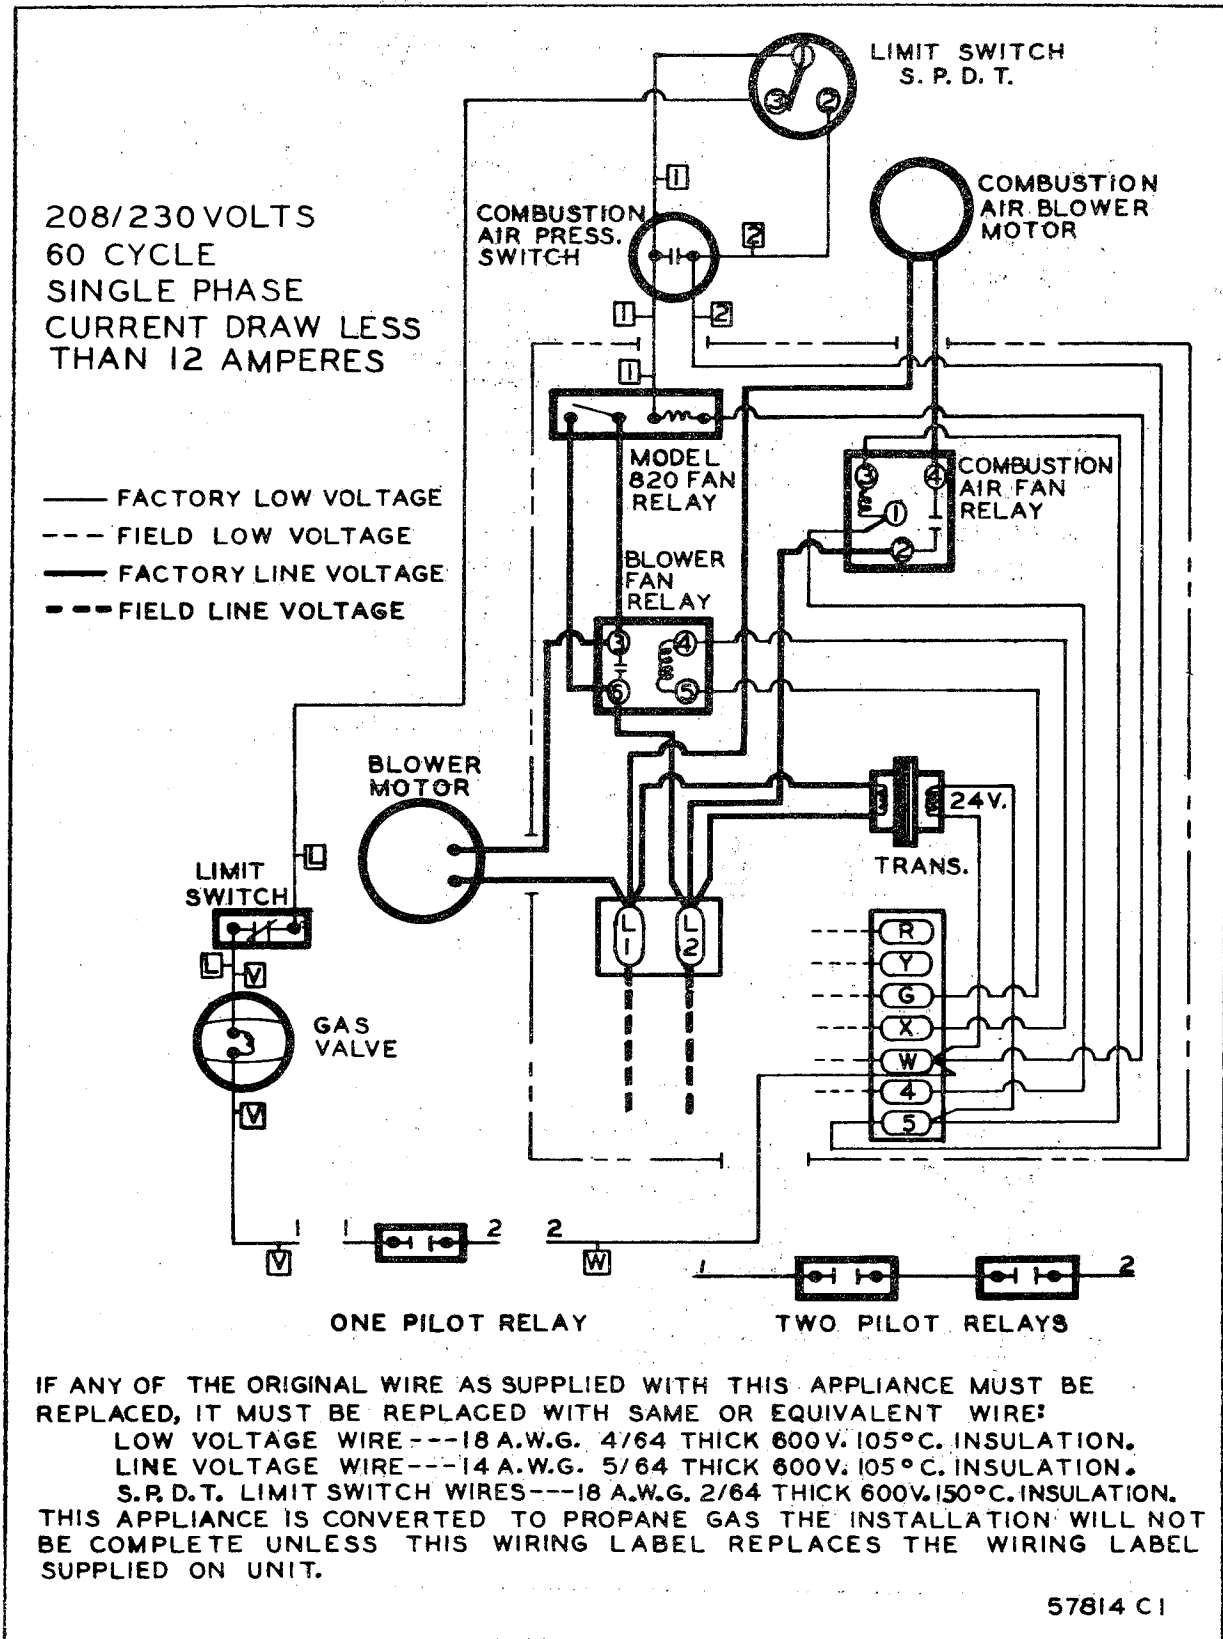 LIMIT SWITCH
S. P. D. T.
1
3
2
1
COMBUSTION
AIR PRESS.
SWITCH
2
COMBUSTION
AIR BLOWER
MOTOR
208/230 VOLTS
60 CYCLE
SINGLE PHASE
CURRENT DRAW LESS
THAN 12 AMPERES
1
2
1
MODEL
820 FAN
RELAY
3
4
1
2
COMBUSTION
AIR FAN
RELAY
FACTORY LOW VOLTAGE
FIELD LOW VOLTAGE
FACTORY LINE VOLTAGE
FIELD LINE VOLTAGE
BLOWER
FAN
RELAY
3
4
6
5
BLOWER
MOTOR
24V.
TRANS.
L
LIMIT
SWITCH
L
V
L1
L2
R
Y
G
X
W
4
5
GAS
VALVE
V
1
1
2
2
V
W
1
2
ONE PILOT RELAY
TWO PILOT RELAYS
IF ANY OF THE ORIGINAL WIRE AS SUPPLIED WITH THIS APPLIANCE MUST BE
REPLACED, IT MUST BE REPLACED WITH SAME OR EQUIVALENT WIRE:
LOW VOLTAGE WIRE---18 A.W.G. 4/64 THICK 600V. 105°C. INSULATION.
LINE VOLTAGE WIRE---14 A.W.G. 5/64 THICK 600V. 105°C. INSULATION.
S.P.D.T. LIMIT SWITCH WIRES---18 A.W.G. 2/64 THICK 600V. 150°C. INSULATION.
THIS APPLIANCE IS CONVERTED TO PROPANE GAS THE INSTALLATION WILL NOT
BE COMPLETE UNLESS THIS WIRING LABEL REPLACES THE WIRING LABEL
SUPPLIED ON UNIT.
57814 C1